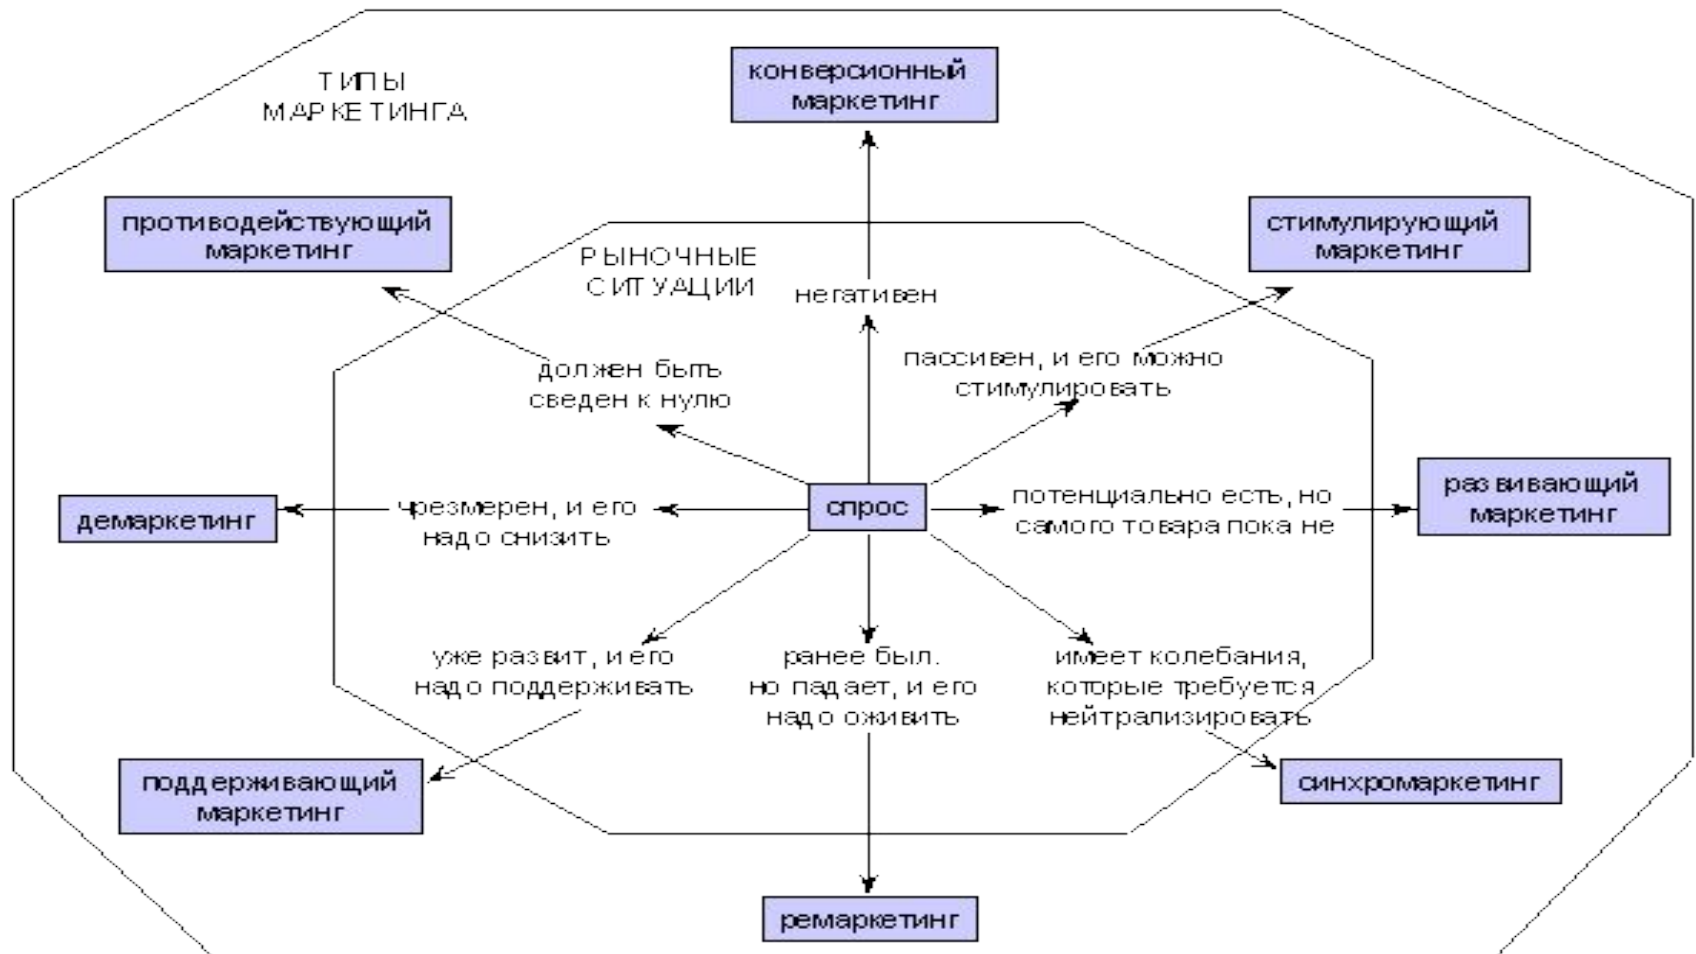 ТИПЫ
МАРКЕТИНГА
конверсионный
маркетинг
противодействующий
маркетинг
стимулирующий
маркетинг
РЫНОЧНЫЕ
СИТУАЦИИ
негативен
должен быть
сведен к нулю
пассивен, и его можно
стимулировать
демаркетинг
чрезмерен, и его
надо снизить
спрос
потенциально есть, но
самого товара пока не
развивающий
маркетинг
уже развит, и его
надо поддерживать
ранее был.
но падает, и его
надо оживить
имеет колебания,
которые требуется
нейтрализировать
поддерживающий
маркетинг
синхромаркетинг
ремаркетинг